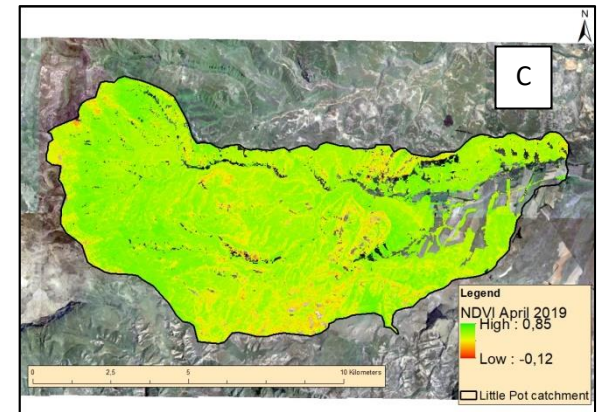 N
C
Legend
NDVI April 2019
High : 0,85
Low : -0,12
Little Pot catchment
0 2,5 5 10 Kilometers